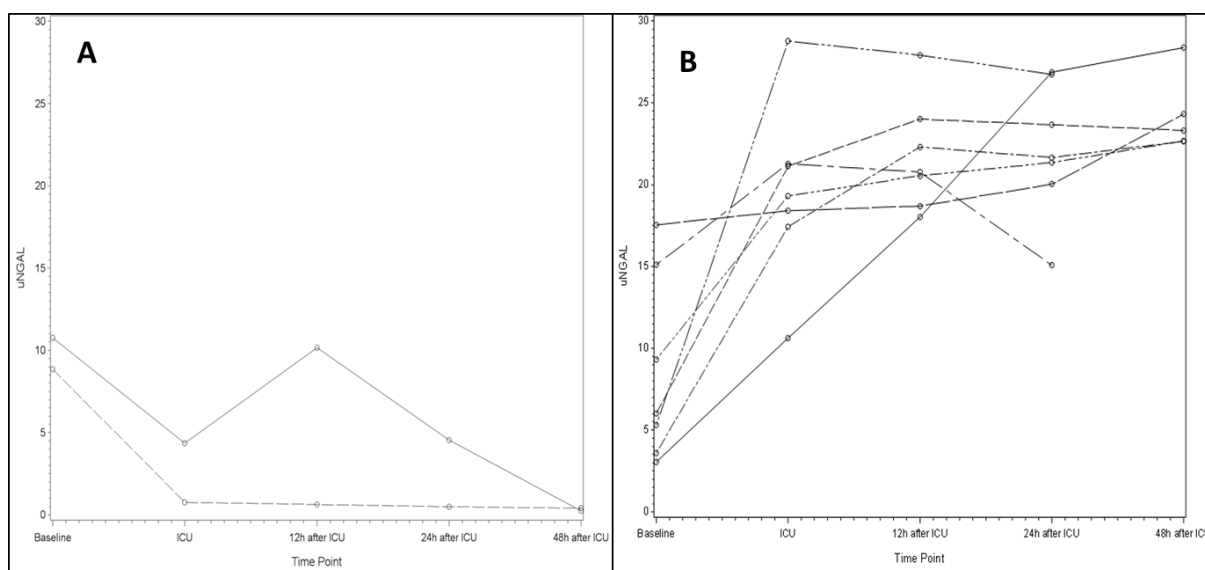 A
30
25
20
15
10
5
0
uNGAL
Baseline
ICU
12h after ICU
24h after ICU
48h after ICU
Time Point
B
30
25
20
15
10
5
0
uNGAL
Baseline
ICU
12h after ICU
24h after ICU
48h after ICU
Time Point